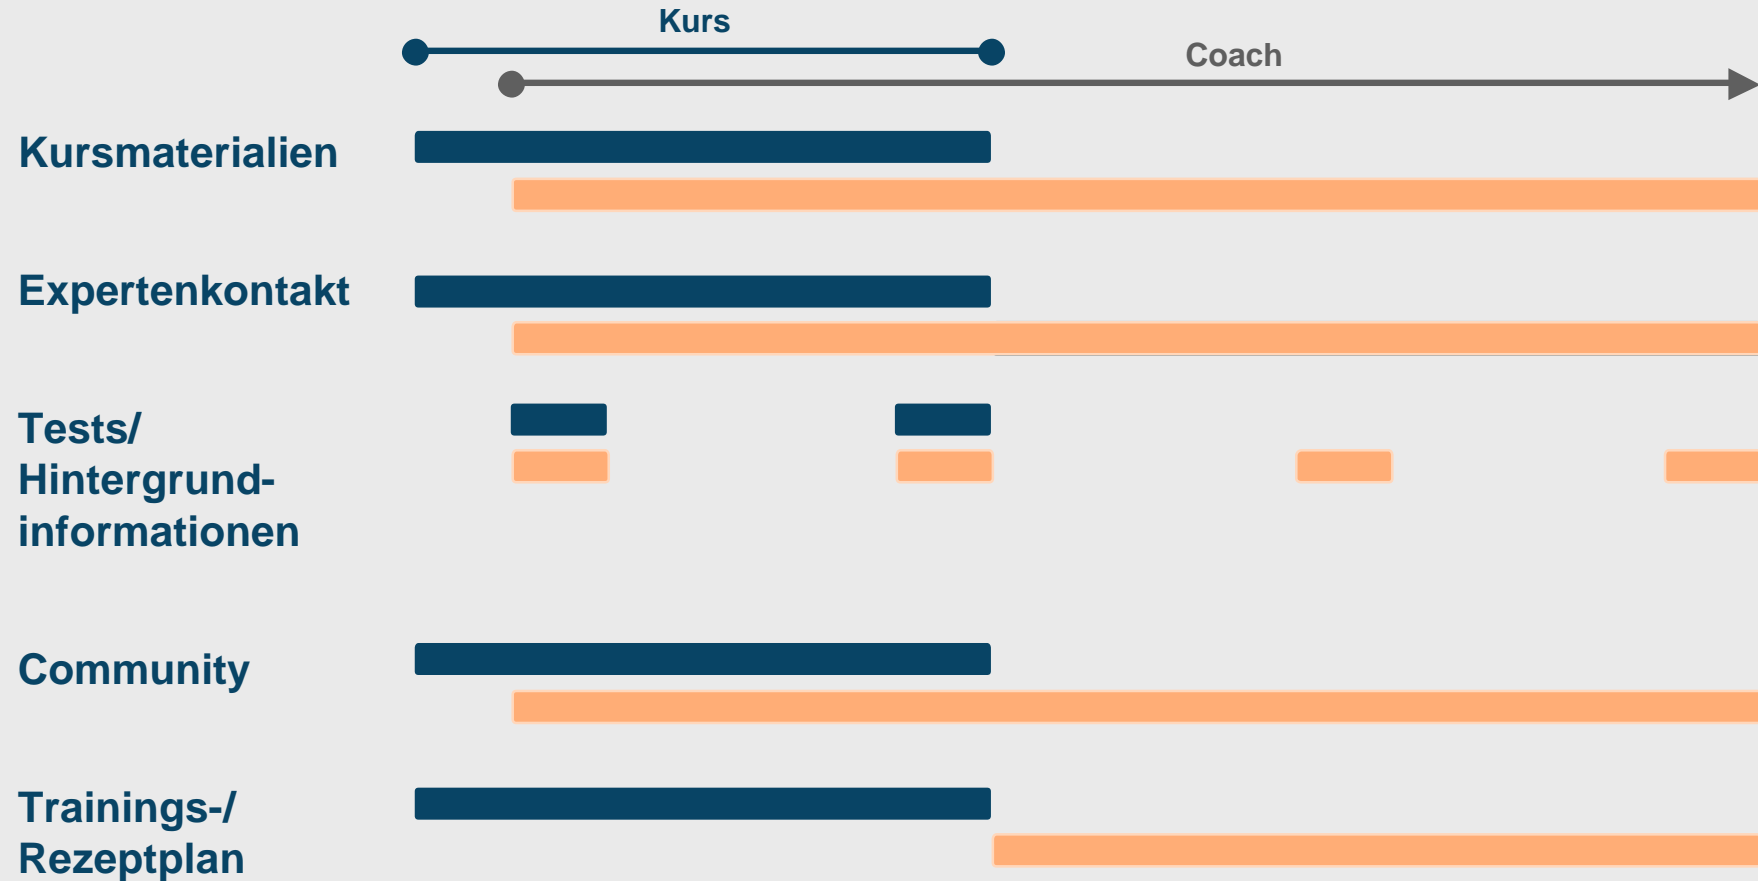 Kurs
Coach
Kursmaterialien
Expertenkontakt
Tests/
Hintergrund-
informationen
Community
Trainings-/
Rezeptplan